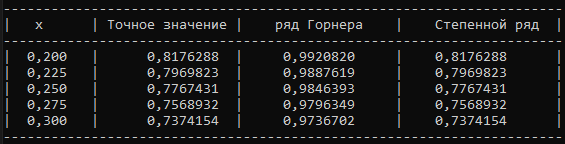 x | Точное значение | ряд Горнера | Степенной ряд
0,200 | 0,8176288 | 0,9920820 | 0,8176288
0,225 | 0,7969823 | 0,9887619 | 0,7969823
0,250 | 0,7767431 | 0,9846393 | 0,7767431
0,275 | 0,7568932 | 0,9796349 | 0,7568932
0,300 | 0,7374154 | 0,9736702 | 0,7374154